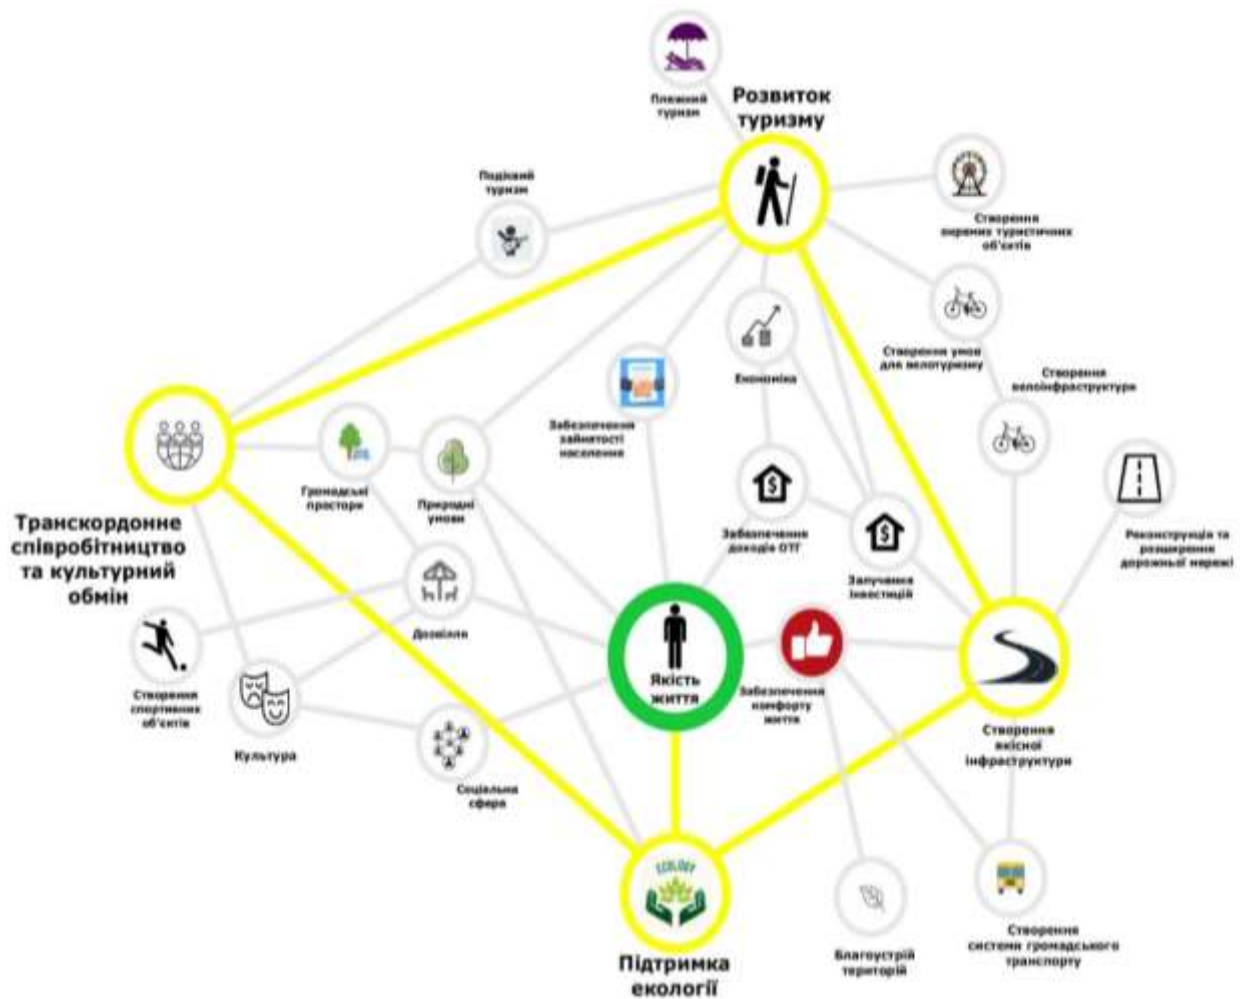 Пляжний
туризм
Розвиток
туризму
Подієвий
туризм
Створення
окремих туристичних
об'єктів
Створення умов
для велотуризму
Створення
велоінфраструктури
Економіка
Забезпечення
зайнятості
населення
Громадські
простори
Природні
умови
Забезпечення
доходів ОТГ
Залучення
інвестицій
Реконструкція та
розширення
дорожньої мережі
Транскордонне
співробітництво
та культурний
обмін
Дозвілля
Створення
спортивних
об'єктів
Культура
Якість
життя
Забезпечення
комфорту
життя
Створення
якісної
інфраструктури
Соціальна
сфера
ECOLOGY
Підтримка
екології
Благоустрій
територій
Створення
системи громадського
транспорту